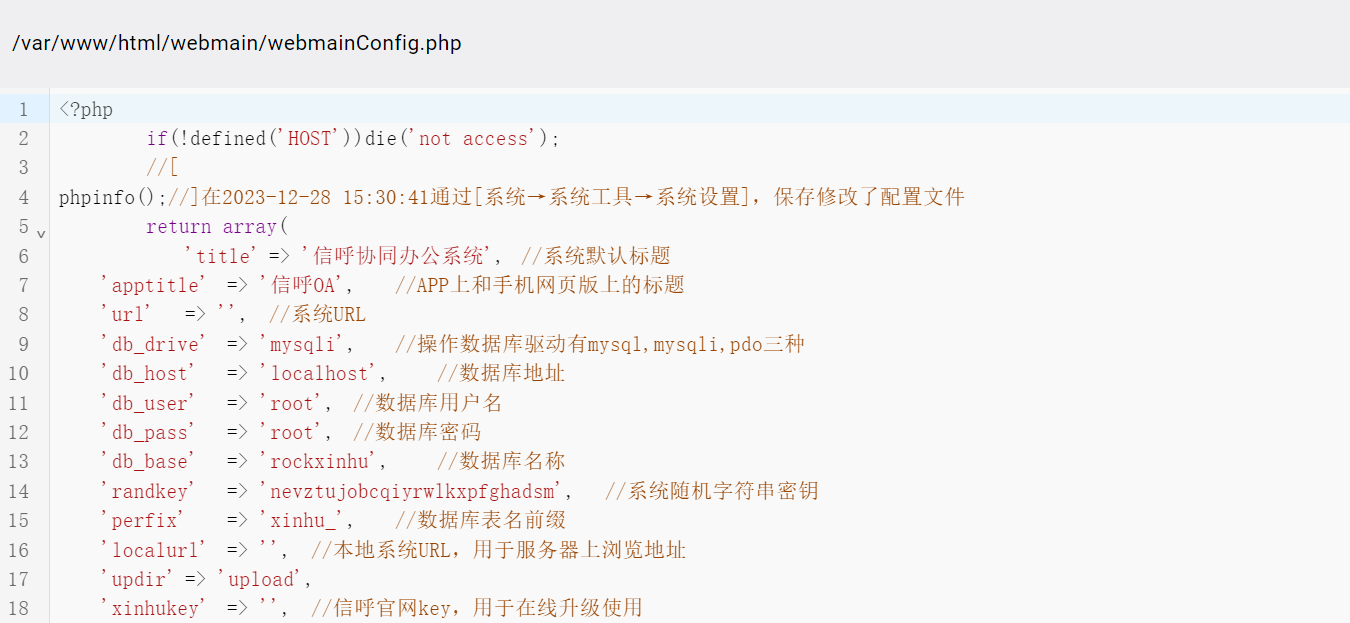 /var/www/html/webmain/webmainConfig.php
1 <?php
2 if(!defined('HOST'))die('not access');
3 //[
4 phpinfo();//]在2023-12-28 15:30:41通过[系统→系统工具→系统设置]，保存修改了配置文件
5 return array(
6 'title' => '信呼协同办公系统', //系统默认标题
7 'apptitle' => '信呼OA', //APP上和手机网页版上的标题
8 'url' => '', //系统URL
9 'db_drive' => 'mysqli', //操作数据库驱动有mysql,mysqli,pdo三种
10 'db_host' => 'localhost', //数据库地址
11 'db_user' => 'root', //数据库用户名
12 'db_pass' => 'root', //数据库密码
13 'db_base' => 'rockxinhu', //数据库名称
14 'randkey' => 'nevztujobcqiyrwlkxpfghadsm', //系统随机字符串密钥
15 'perfix' => 'xinhu_', //数据库表名前缀
16 'localurl' => '', //本地系统URL，用于服务器上浏览地址
17 'updir' => 'upload',
18 'xinhukey' => '', //信呼官网key，用于在线升级使用